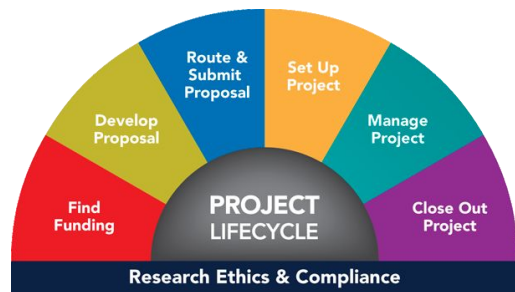 Find
Funding
Develop
Proposal
Route &
Submit
Proposal
Set Up
Project
Manage
Project
Close Out
Project
PROJECT
LIFECYCLE
Research Ethics & Compliance